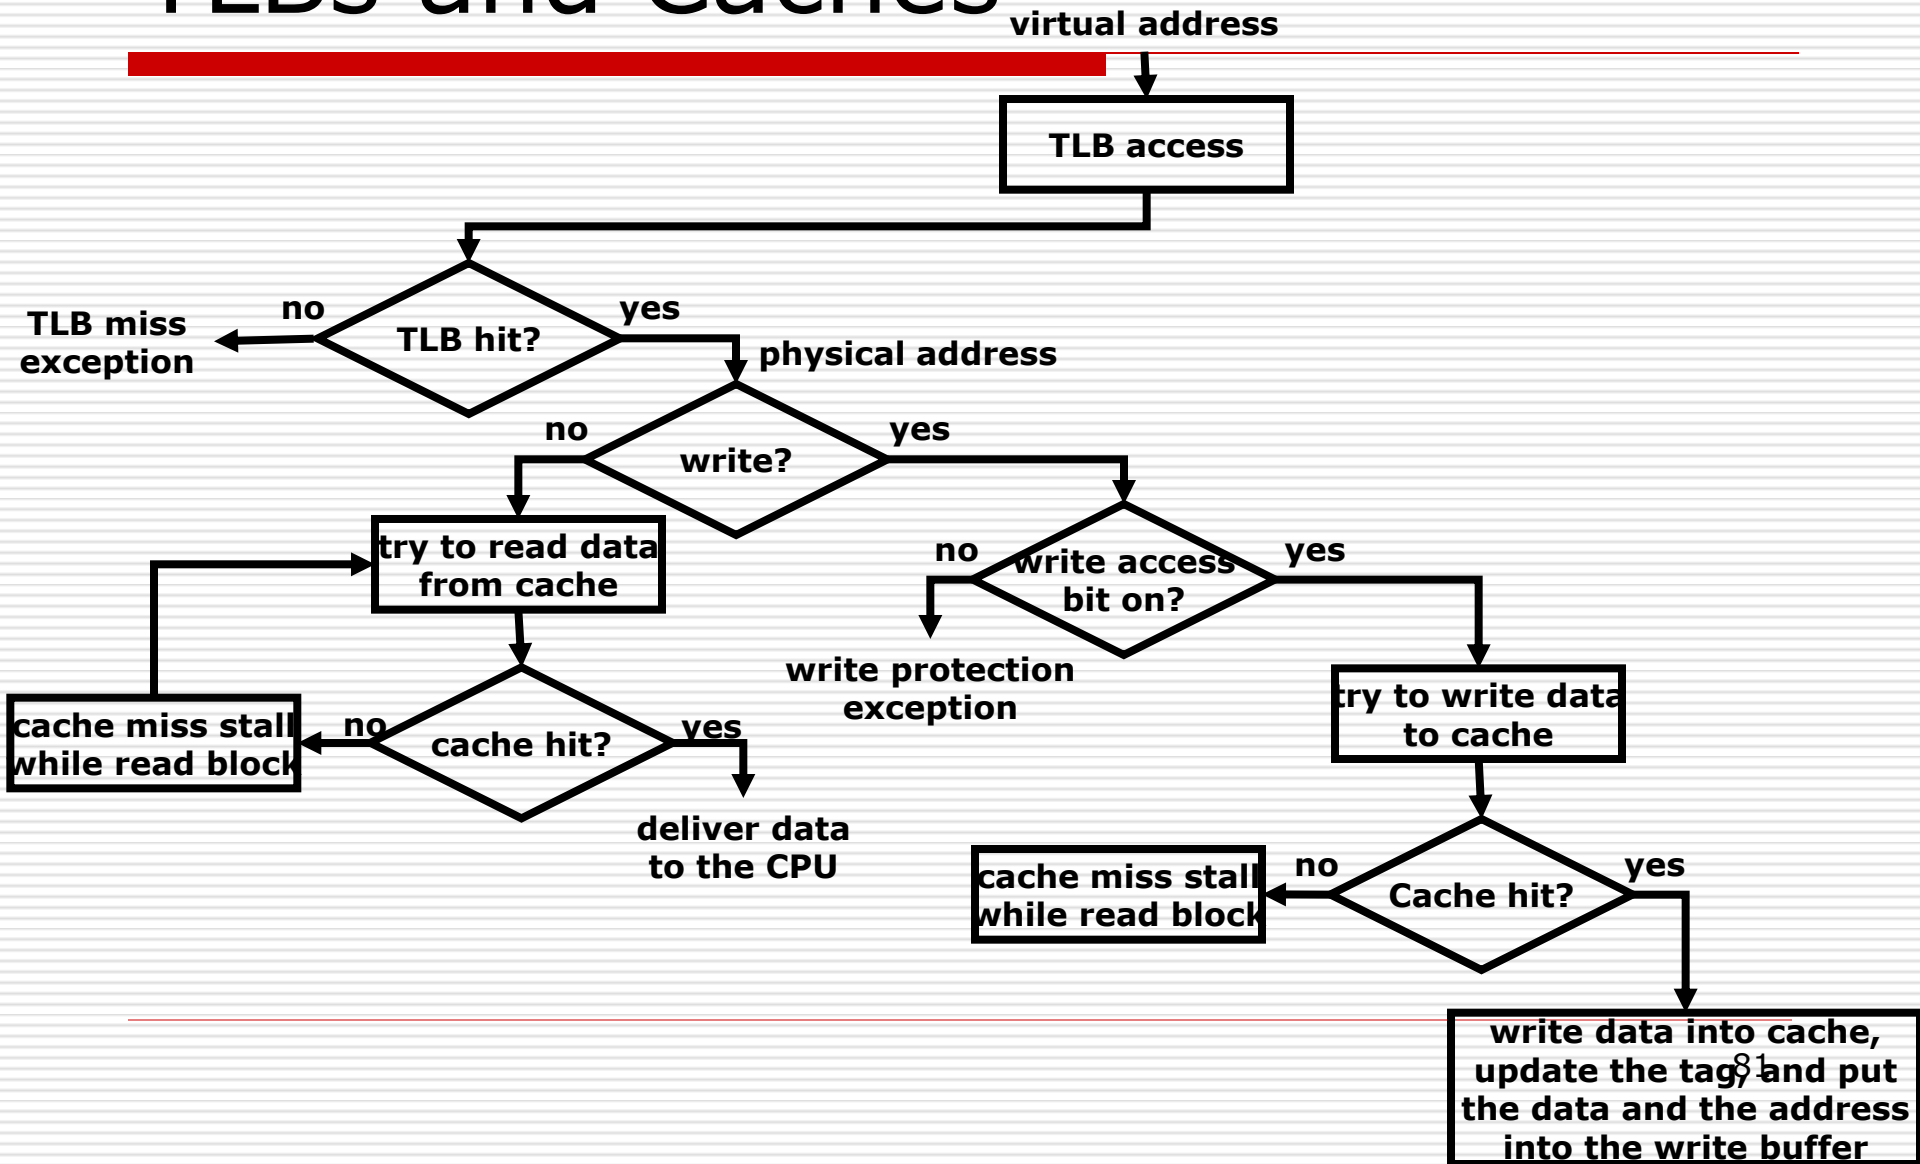 TLBs and Caches
virtual address
TLB access
no
yes
TLB miss
exception
TLB hit?
physical address
no
yes
write?
try to read data
from cache
no
yes
write access
bit on?
write protection
exception
try to write data
to cache
cache miss stall
while read block
no
yes
cache hit?
deliver data
to the CPU
cache miss stall
while read block
no
yes
Cache hit?
write data into cache,
update the tag, and put
the data and the address
into the write buffer
81